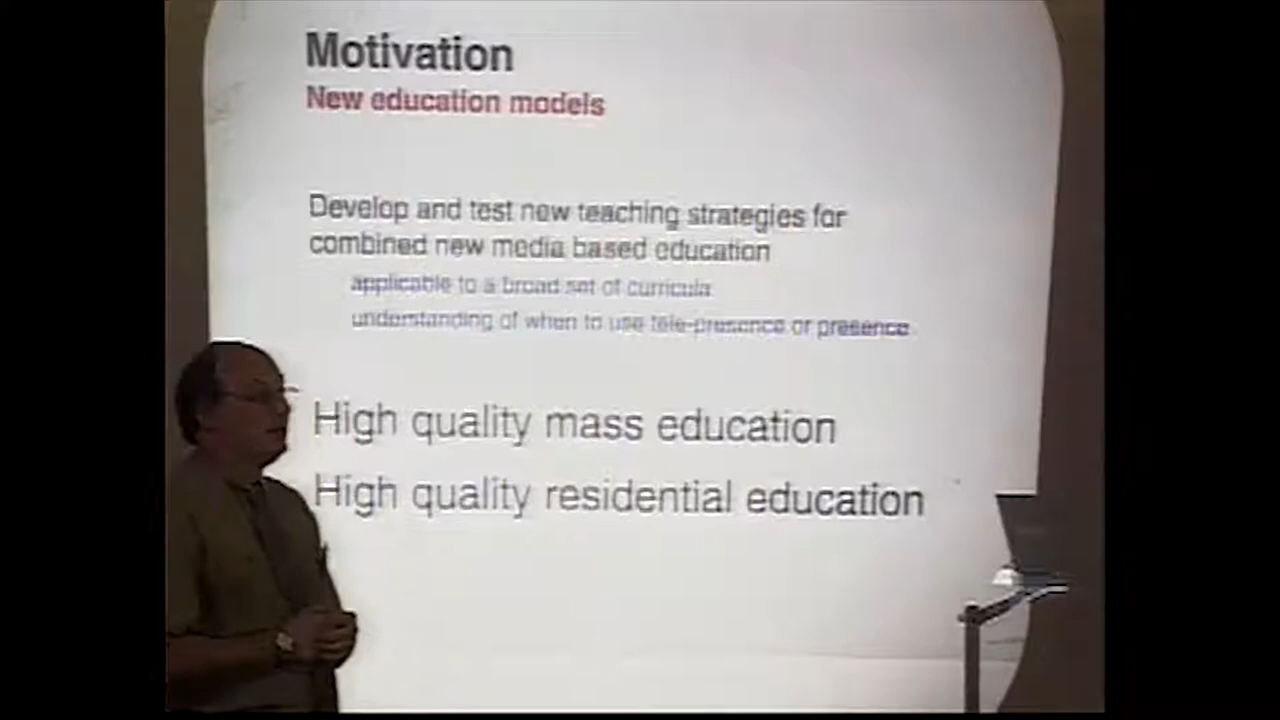 Motivation
New education models
Develop and test new teaching strategies for
combined new media based education
applicable to a broad set of curricula
understanding of when to use tele-presence or presence
High quality mass education
High quality residential education